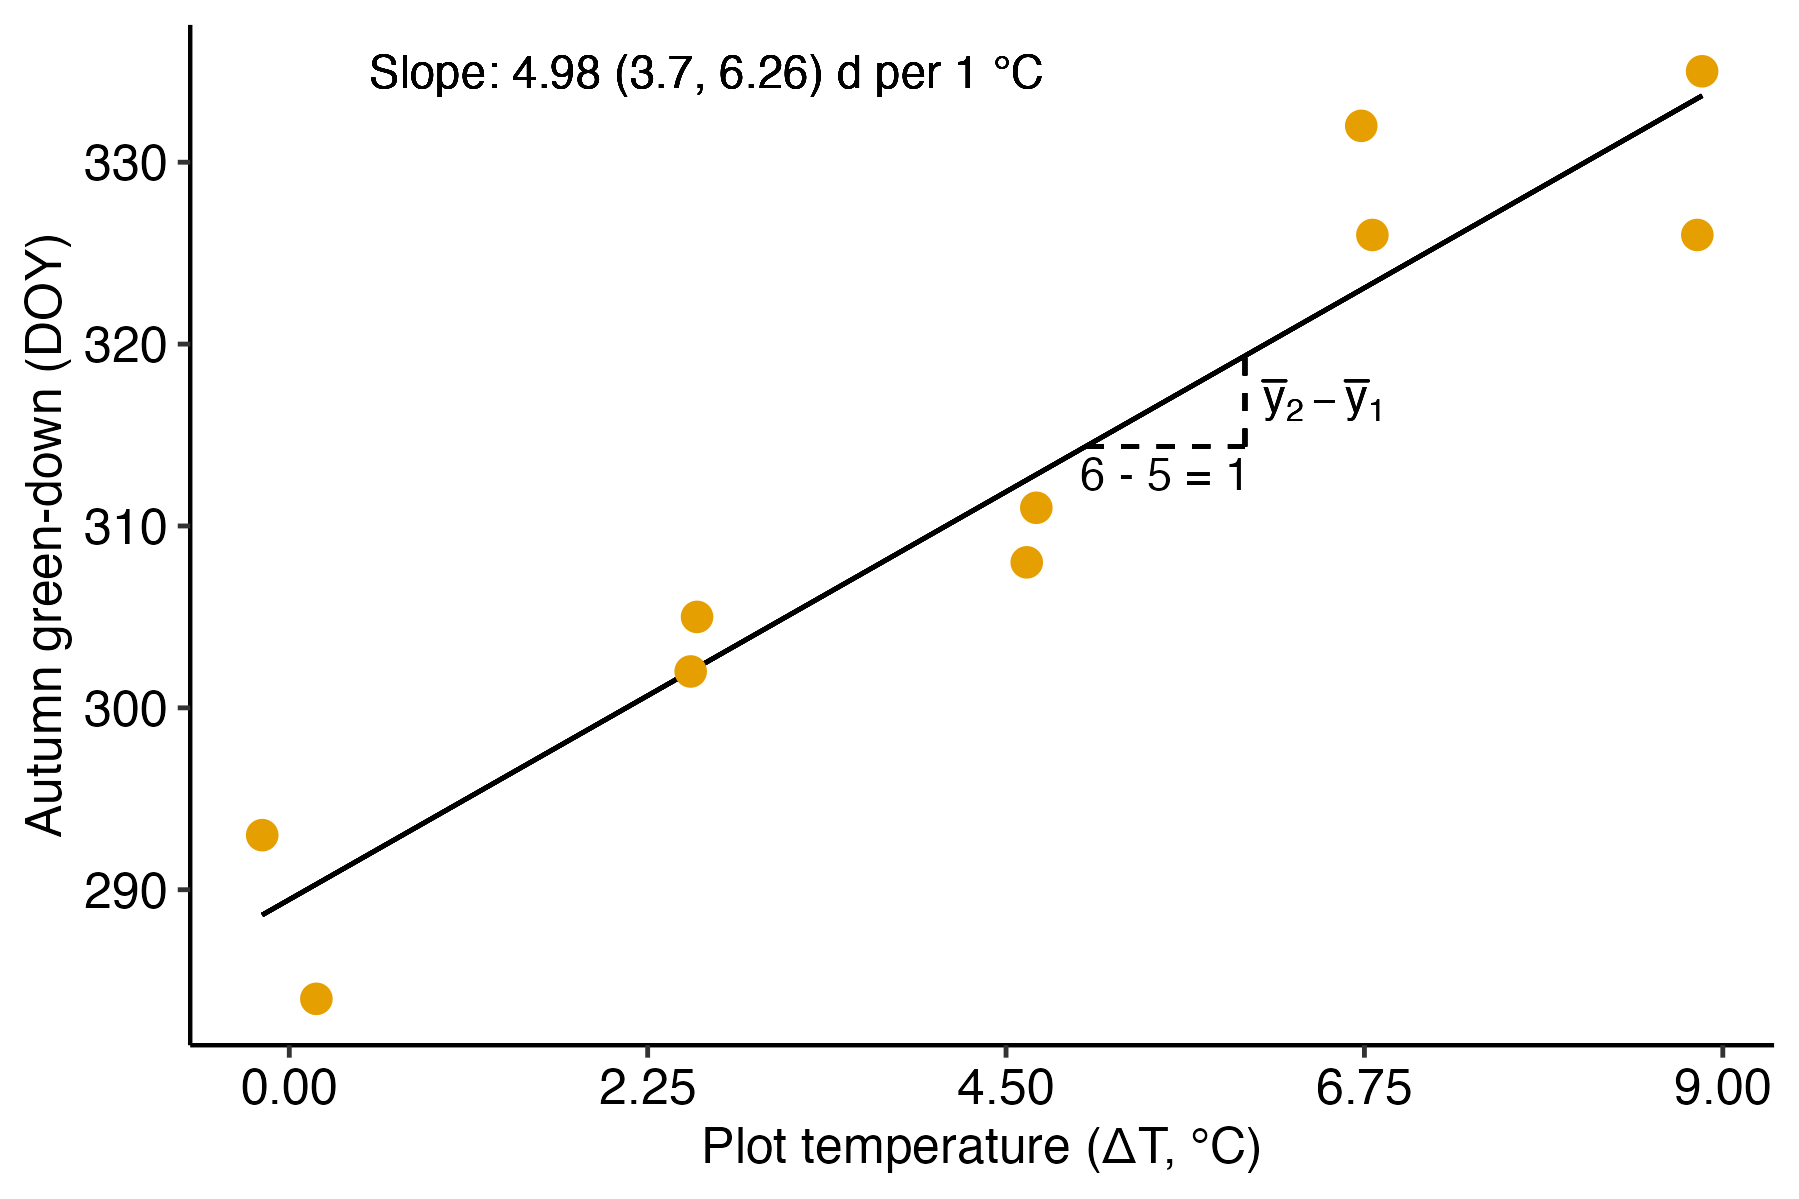 Slope: 4.98 (3.7, 6.26) d per 1 °C
330
320
310
300
290
Autumn green-down (DOY)
y̅₂ – y̅₁
6 - 5 = 1
0.00 2.25 4.50 6.75 9.00
Plot temperature (ΔT, °C)